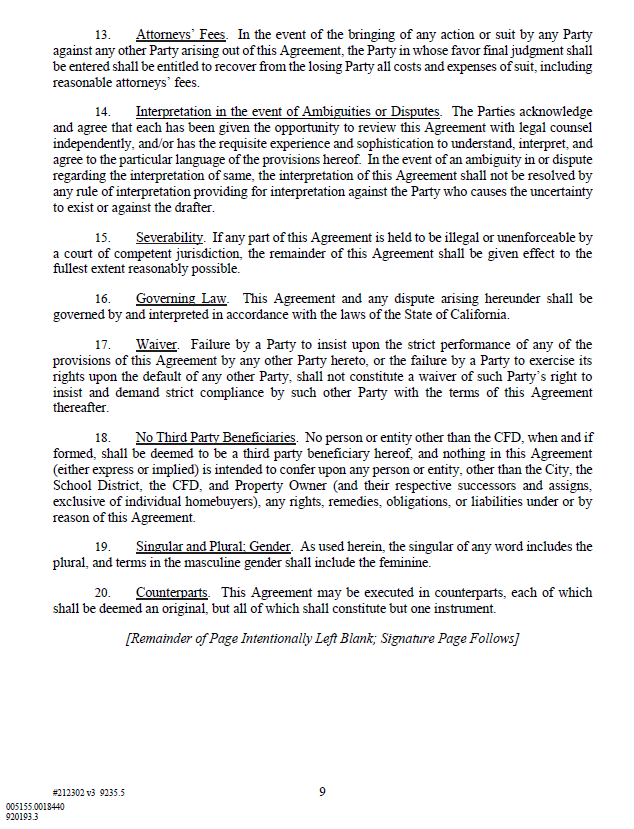 13. Attorneys' Fees. In the event of the bringing of any action or suit by any Party
against any other Party arising out of this Agreement, the Party in whose favor final judgment shall
be entered shall be entitled to recover from the losing Party all costs and expenses of suit, including
reasonable attorneys' fees.
14. Interpretation in the event of Ambiguities or Disputes. The Parties acknowledge
and agree that each has been given the opportunity to review this Agreement with legal counsel
independently, and/or has the requisite experience and sophistication to understand, interpret, and
agree to the particular language of the provisions hereof. In the event of an ambiguity in or dispute
regarding the interpretation of same, the interpretation of this Agreement shall not be resolved by
any rule of interpretation providing for interpretation against the Party who causes the uncertainty
to exist or against the drafter.
15. Severability. If any part of this Agreement is held to be illegal or unenforceable by
a court of competent jurisdiction, the remainder of this Agreement shall be given effect to the
fullest extent reasonably possible.
16. Governing Law. This Agreement and any dispute arising hereunder shall be
governed by and interpreted in accordance with the laws of the State of California.
17. Waiver. Failure by a Party to insist upon the strict performance of any of the
provisions of this Agreement by any other Party hereto, or the failure by a Party to exercise its
rights upon the default of any other Party, shall not constitute a waiver of such Party's right to
insist and demand strict compliance by such other Party with the terms of this Agreement
thereafter.
18. No Third Party Beneficiaries. No person or entity other than the CFD, when and if
formed, shall be deemed to be a third party beneficiary hereof, and nothing in this Agreement
(either express or implied) is intended to confer upon any person or entity, other than the City, the
School District, the CFD, and Property Owner (and their respective successors and assigns,
exclusive of individual homebuyers), any rights, remedies, obligations, or liabilities under or by
reason of this Agreement.
19. Singular and Plural; Gender. As used herein, the singular of any word includes the
plural, and terms in the masculine gender shall include the feminine.
20. Counterparts. This Agreement may be executed in counterparts, each of which
shall be deemed an original, but all of which shall constitute but one instrument.
[Remainder of Page Intentionally Left Blank; Signature Page Follows]
#212302 v3 9235.5 9
005155.0018440
920193.3